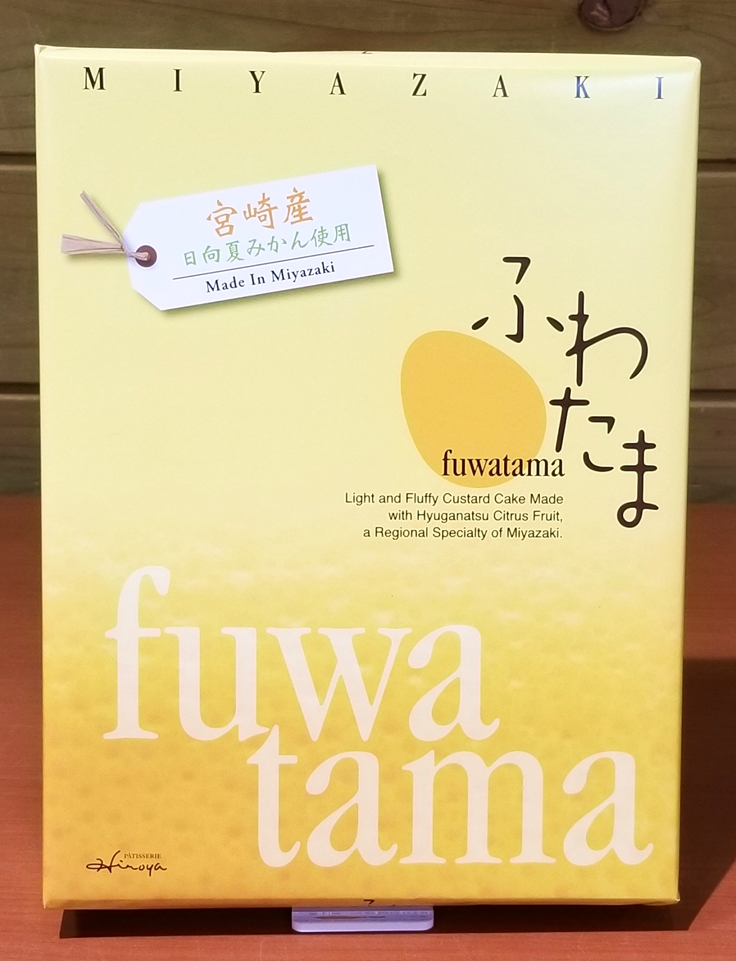 MIYAZAKI
宮崎産
日向夏みかん使用
Made In Miyazaki
ふわ
たま
fuwatama
Light and Fluffy Custard Cake Made
with Hyuganatsu Citrus Fruit,
a Regional Specialty of Miyazaki.
fuwa
tama
PÂTISSERIE
Hiroya